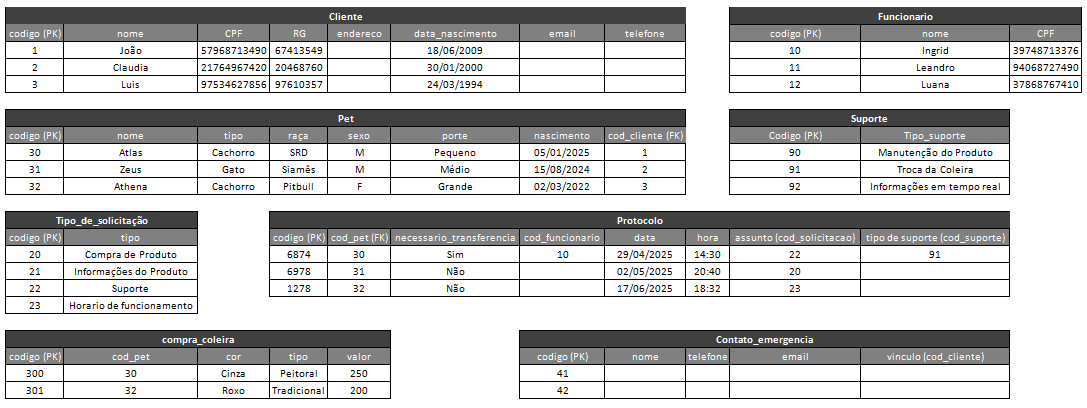 Cliente
codigo (PK) nome CPF RG endereco data_nascimento email telefone
1 João 57968713490 67413549 18/06/2009
2 Claudia 21764967420 20468760 30/01/2000
3 Luis 97534627856 97610357 24/03/1994
Funcionario
codigo (PK) nome CPF
10 Ingrid 39748713376
11 Leandro 94068727490
12 Luana 37868767410
Pet
codigo (PK) nome tipo raça sexo porte nascimento cod_cliente (FK)
30 Atlas Cachorro SRD M Pequeno 05/01/2025 1
31 Zeus Gato Siamês M Médio 15/08/2024 2
32 Athena Cachorro Pitbull F Grande 02/03/2022 3
Suporte
Codigo (PK) Tipo_suporte
90 Manutenção do Produto
91 Troca da Coleira
92 Informações em tempo real
Tipo_de_solicitação
codigo (PK) tipo
20 Compra de Produto
21 Informações do Produto
22 Suporte
23 Horario de funcionamento
Protocolo
codigo (PK) cod_pet (FK) necessario_transferencia cod_funcionario data hora assunto (cod_solicitacao) tipo de suporte (cod_suporte)
6874 30 Sim 10 29/04/2025 14:30 22 91
6978 31 Não 02/05/2025 20:40 20
1278 32 Não 17/06/2025 18:32 23
compra_coleira
codigo (PK) cod_pet cor tipo valor
300 30 Cinza Peitoral 250
301 32 Roxo Tradicional 200
Contato_emergencia
codigo (PK) nome telefone email vinculo (cod_cliente)
41
42